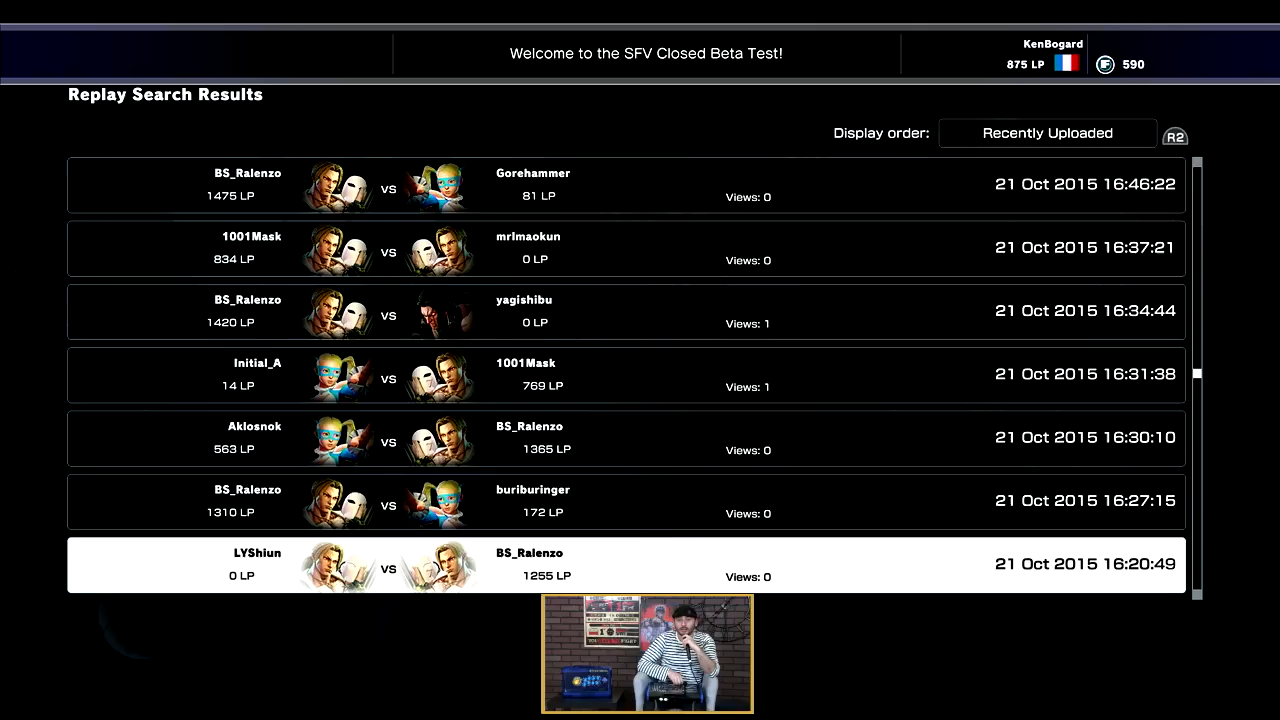 Welcome to the SFV Closed Beta Test!
KenBogard
875 LP
590
Replay Search Results
Display order: Recently Uploaded R2
BS_Ralenzo VS Gorehammer
1475 LP 81 LP Views: 0 21 Oct 2015 16:46:22
1001Mask VS mrlmaokun
834 LP 0 LP Views: 0 21 Oct 2015 16:37:21
BS_Ralenzo VS yagishibu
1420 LP 0 LP Views: 1 21 Oct 2015 16:34:44
Initial_A VS 1001Mask
14 LP 769 LP Views: 1 21 Oct 2015 16:31:38
Aklosnok VS BS_Ralenzo
563 LP 1365 LP Views: 0 21 Oct 2015 16:30:10
BS_Ralenzo VS buriburinger
1310 LP 172 LP Views: 0 21 Oct 2015 16:27:15
LYShiun VS BS_Ralenzo
0 LP 1255 LP Views: 0 21 Oct 2015 16:20:49